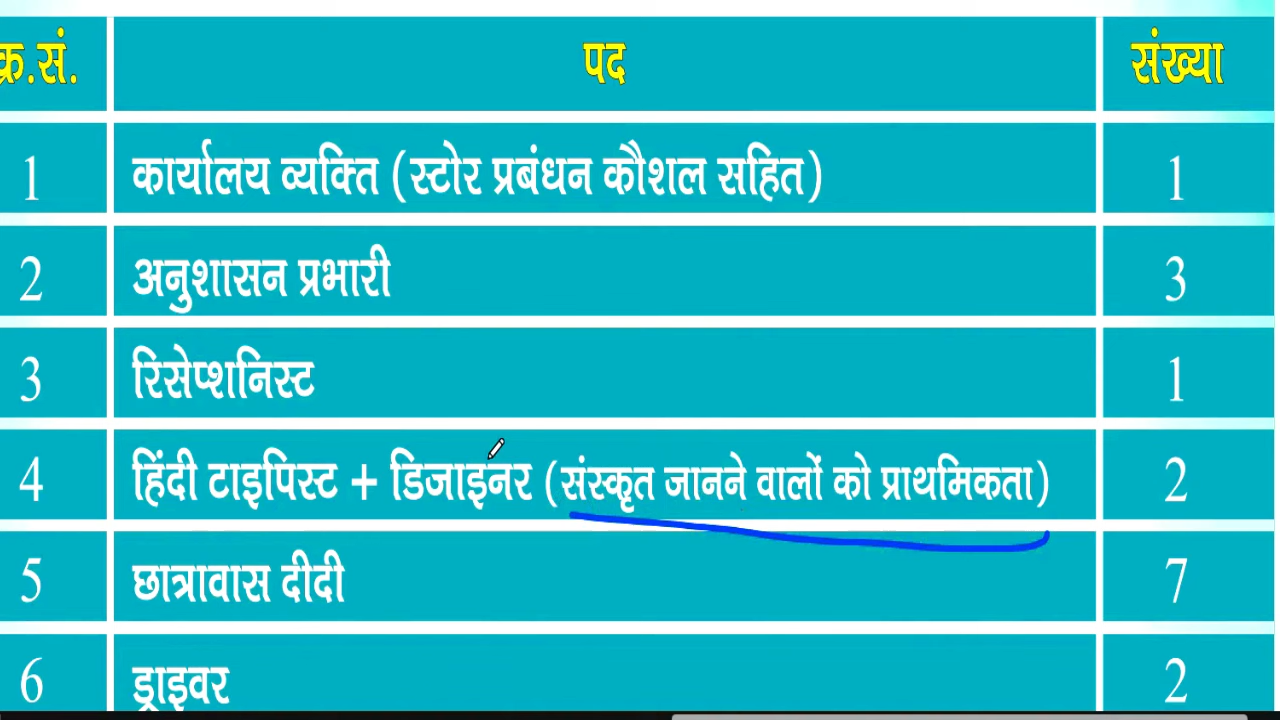 क्र.सं. पद संख्या
1 कार्यालय व्यक्ति (स्टोर प्रबंधन कौशल सहित) 1
2 अनुशासन प्रभारी 3
3 रिसेप्शनिस्ट 1
4 हिंदी टाइपिस्ट + डिजाइनर (संस्कृत जानने वालों को प्राथमिकता) 2
5 छात्रावास दीदी 7
6 ड्राइवर 2